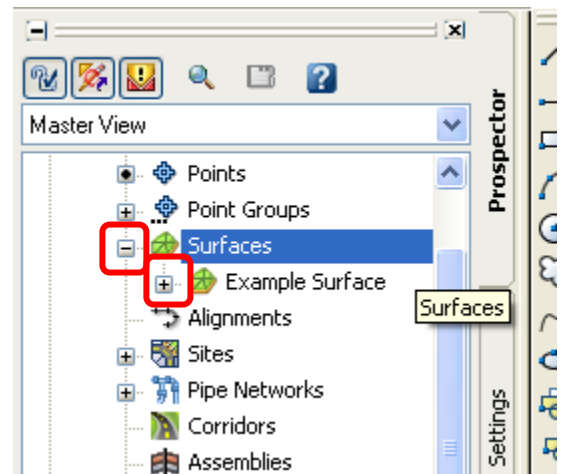 Master View
Points
Point Groups
Surfaces
Example Surface
Surfaces
Alignments
Sites
Pipe Networks
Corridors
Assemblies
Prospector
Settings